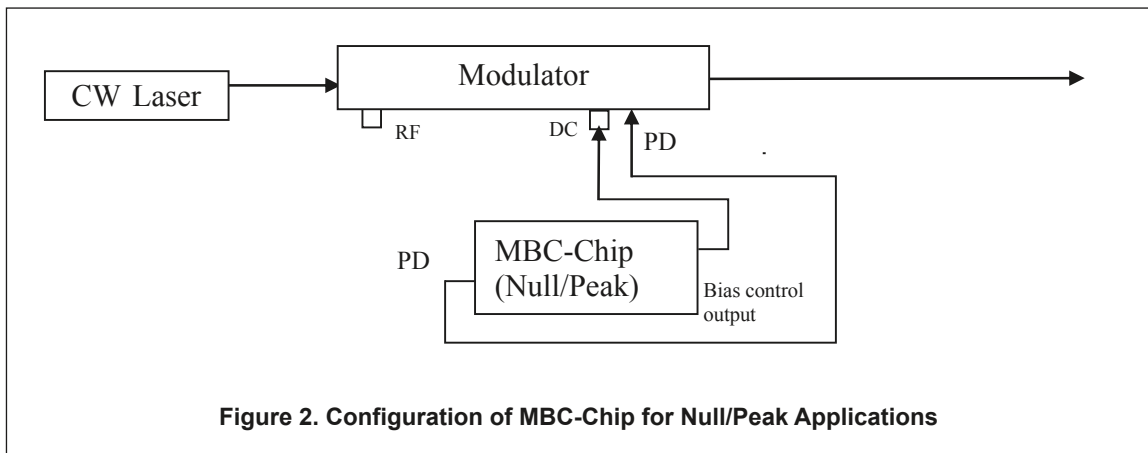 Modulator
CW Laser
RF
DC
PD
PD
MBC-Chip
(Null/Peak)
Bias control
output
Figure 2. Configuration of MBC-Chip for Null/Peak Applications